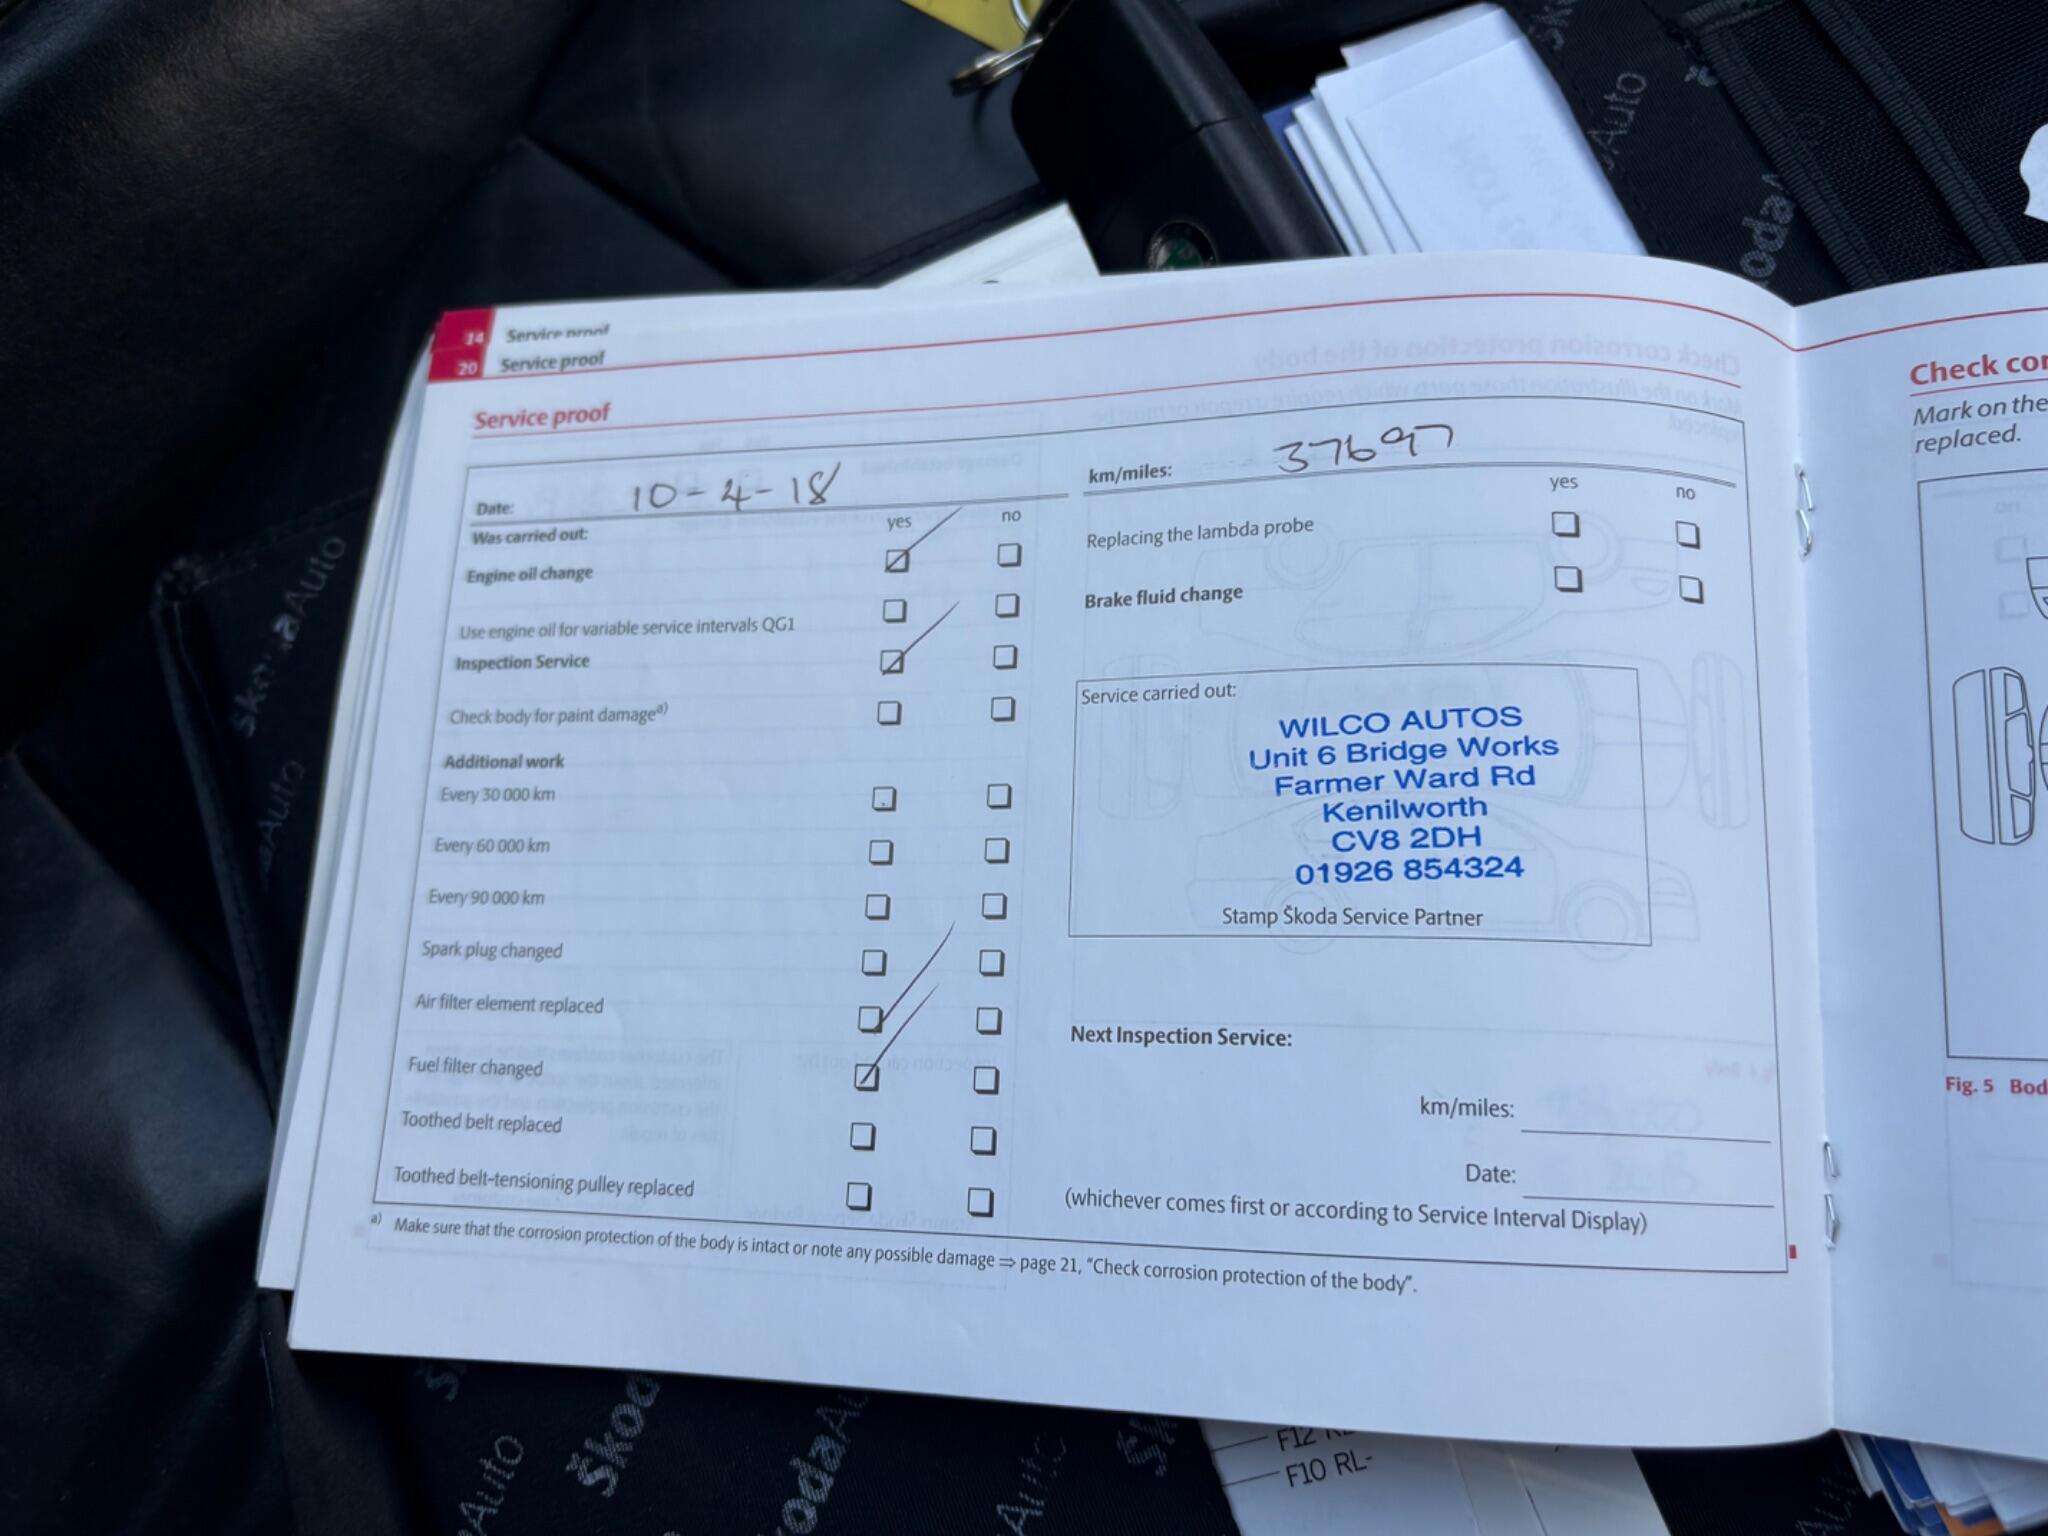 14 Service proof
20 Service proof
Service proof
Date: 10-4-18
Was carried out: yes no
Engine oil change
Use engine oil for variable service intervals QG1
Inspection Service
Check body for paint damage a)
Additional work
Every 30 000 km
Every 60 000 km
Every 90 000 km
Spark plug changed
Air filter element replaced
Fuel filter changed
Toothed belt replaced
Toothed belt-tensioning pulley replaced
km/miles: 37697
yes no
Replacing the lambda probe
Brake fluid change
Service carried out:
WILCO AUTOS
Unit 6 Bridge Works
Farmer Ward Rd
Kenilworth
CV8 2DH
01926 854324
Stamp Škoda Service Partner
Next Inspection Service:
km/miles:
Date:
(whichever comes first or according to Service Interval Display)
a) Make sure that the corrosion protection of the body is intact or note any possible damage ⇒ page 21, "Check corrosion protection of the body".
Check cor
Mark on the
replaced.
Fig. 5 Bod
F12
F10 RL-
ŠkodaAuto